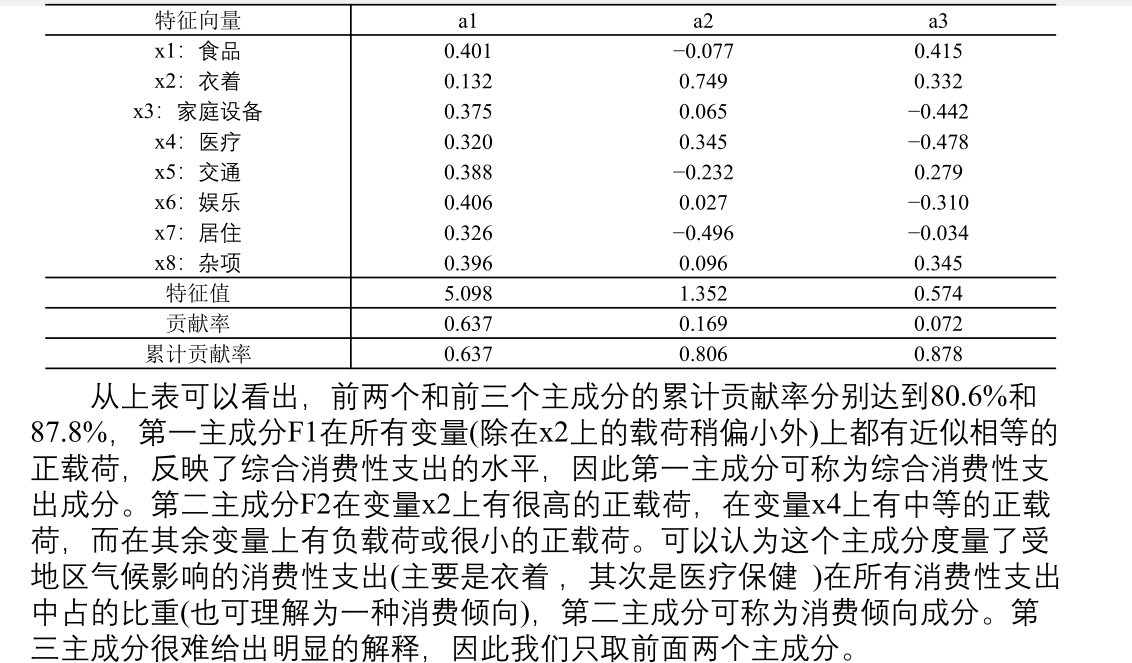 特征向量 a1 a2 a3
x1：食品 0.401 −0.077 0.415
x2：衣着 0.132 0.749 0.332
x3：家庭设备 0.375 0.065 −0.442
x4：医疗 0.320 0.345 −0.478
x5：交通 0.388 −0.232 0.279
x6：娱乐 0.406 0.027 −0.310
x7：居住 0.326 −0.496 −0.034
x8：杂项 0.396 0.096 0.345
特征值 5.098 1.352 0.574
贡献率 0.637 0.169 0.072
累计贡献率 0.637 0.806 0.878
从上表可以看出，前两个和前三个主成分的累计贡献率分别达到80.6%和
87.8%，第一主成分F1在所有变量(除在x2上的载荷稍偏小外)上都有近似相等的
正载荷，反映了综合消费性支出的水平，因此第一主成分可称为综合消费性支
出成分。第二主成分F2在变量x2上有很高的正载荷，在变量x4上有中等的正载
荷，而在其余变量上有负载荷或很小的正载荷。可以认为这个主成分度量了受
地区气候影响的消费性支出(主要是衣着 ，其次是医疗保健 )在所有消费性支出
中占的比重(也可理解为一种消费倾向)，第二主成分可称为消费倾向成分。第
三主成分很难给出明显的解释，因此我们只取前面两个主成分。